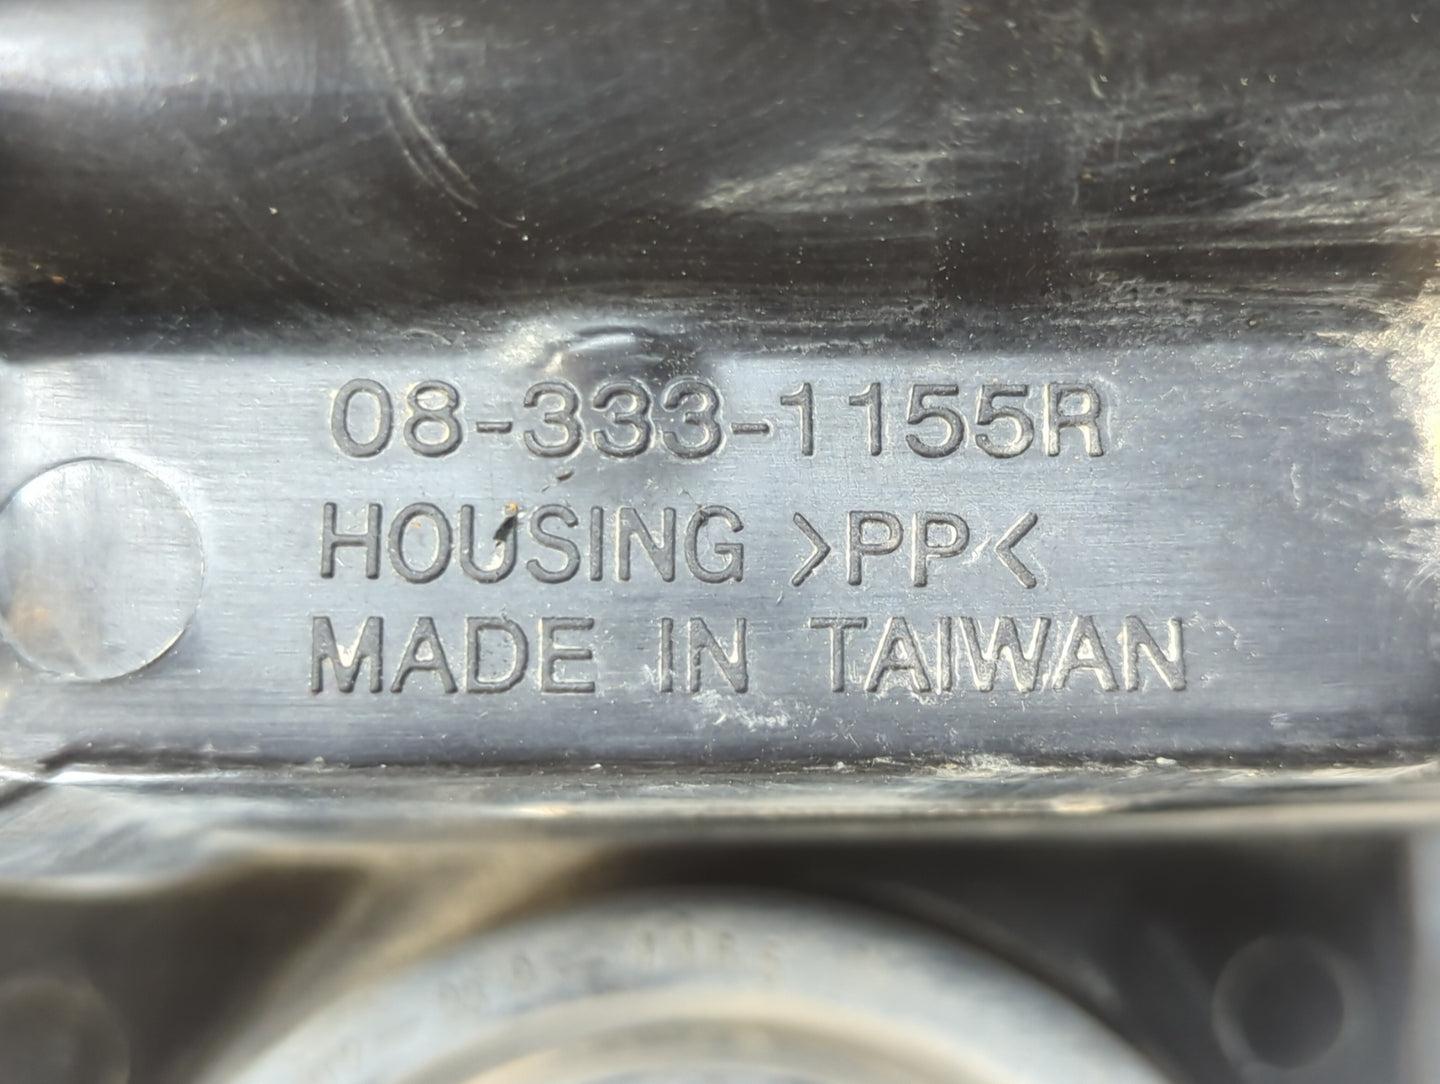 08-333-1155R
HOUSING >PP<
MADE IN TAIWAN